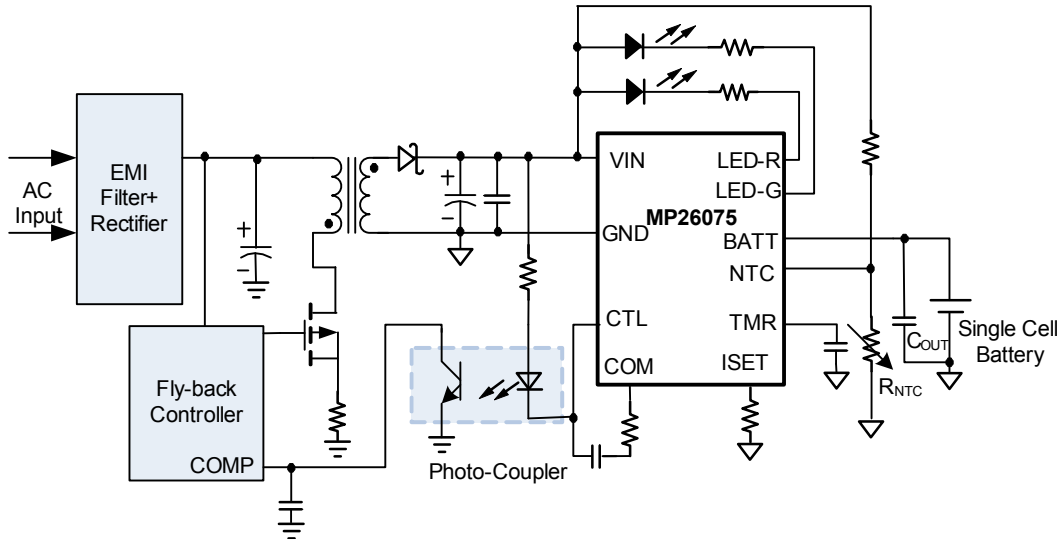 AC
Input
EMI
Filter+
Rectifier
+
-
Fly-back
Controller
COMP
+
-
Photo-Coupler
MP26075
VIN
GND
CTL
COM
LED-R
LED-G
BATT
NTC
TMR
ISET
COUT
RNTC
Single Cell
Battery